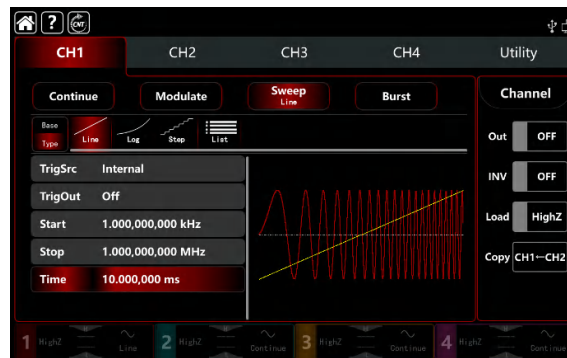 ? CNT
CH1 CH2 CH3 CH4 Utility
Continue Modulate Sweep Burst Channel
Line
Base
Type Line Log Step List
Out OFF
TrigSrc Internal
TrigOut Off
INV OFF
Start 1.000,000,000 kHz
Load HighZ
Stop 1.000,000,000 MHz
Copy CH1←CH2
Time 10.000,000 ms
1 HighZ Line 2 HighZ Continue 3 HighZ Continue 4 HighZ Continue